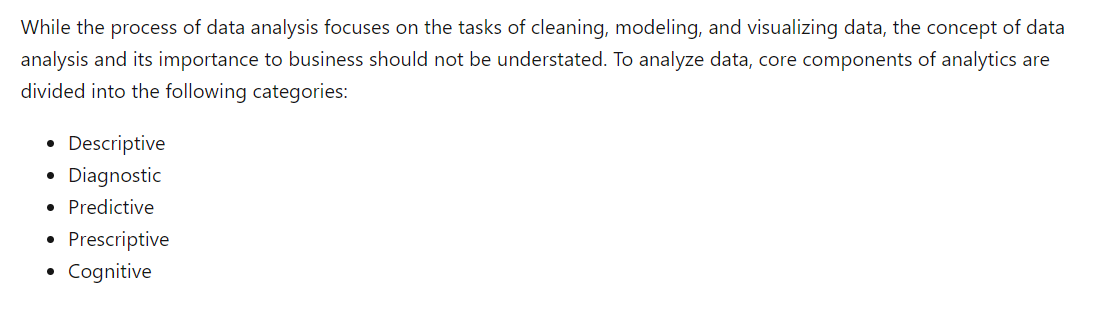 While the process of data analysis focuses on the tasks of cleaning, modeling, and visualizing data, the concept of data
analysis and its importance to business should not be understated. To analyze data, core components of analytics are
divided into the following categories:
• Descriptive
• Diagnostic
• Predictive
• Prescriptive
• Cognitive